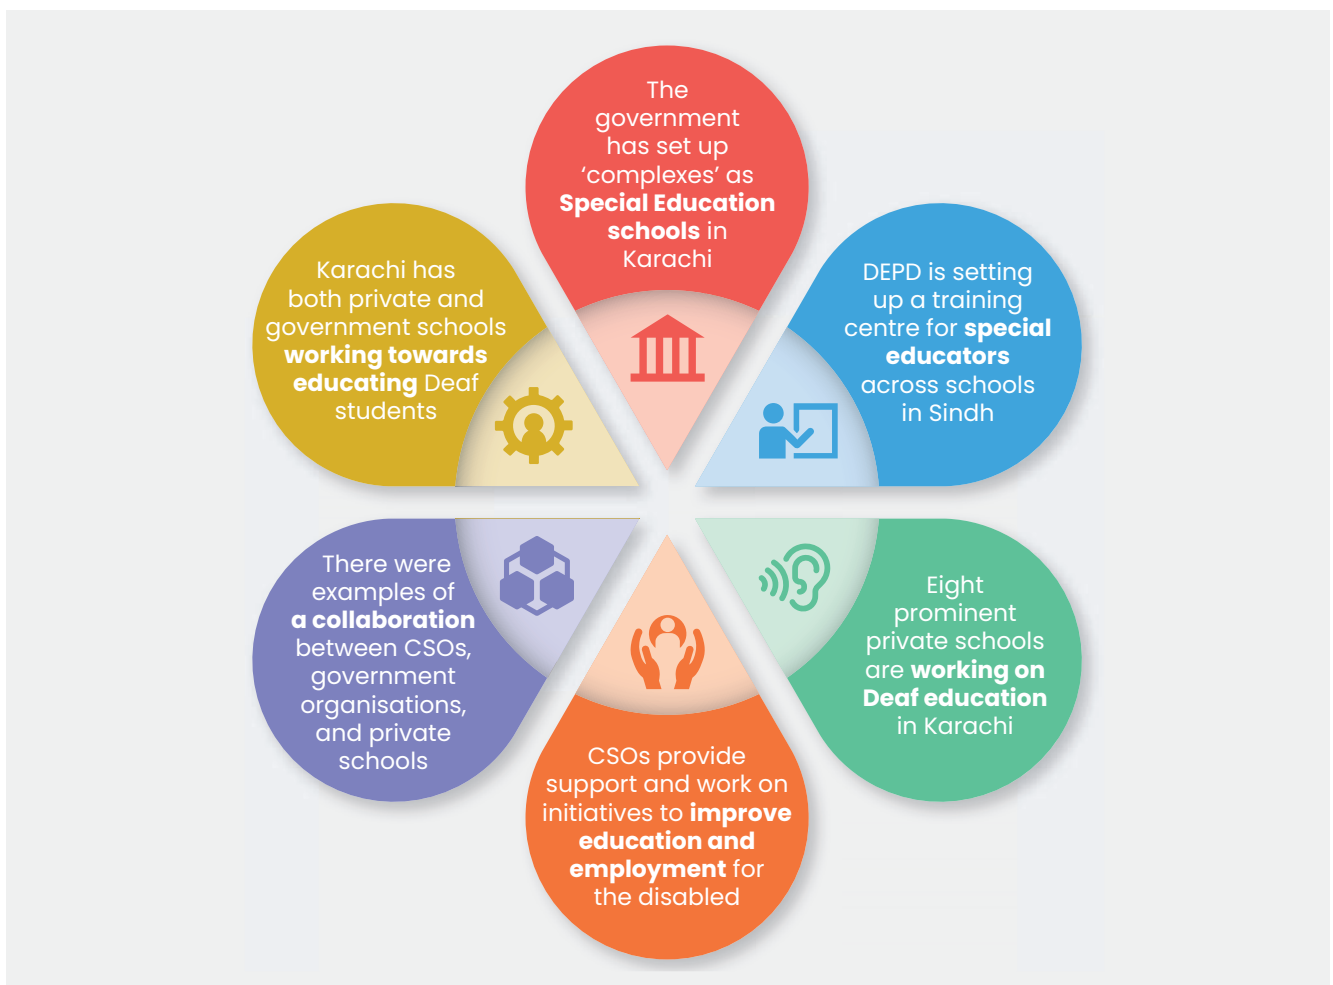 The
government
has set up
‘complexes’ as
Special Education
schools in
Karachi
DEPD is setting
up a training
centre for special
educators
across schools
in Sindh
Eight
prominent
private schools
are working on
Deaf education
in Karachi
CSOs provide
support and work on
initiatives to improve
education and
employment for
the disabled
There were
examples of
a collaboration
between CSOs,
government
organisations,
and private
schools
Karachi has
both private and
government schools
working towards
educating Deaf
students